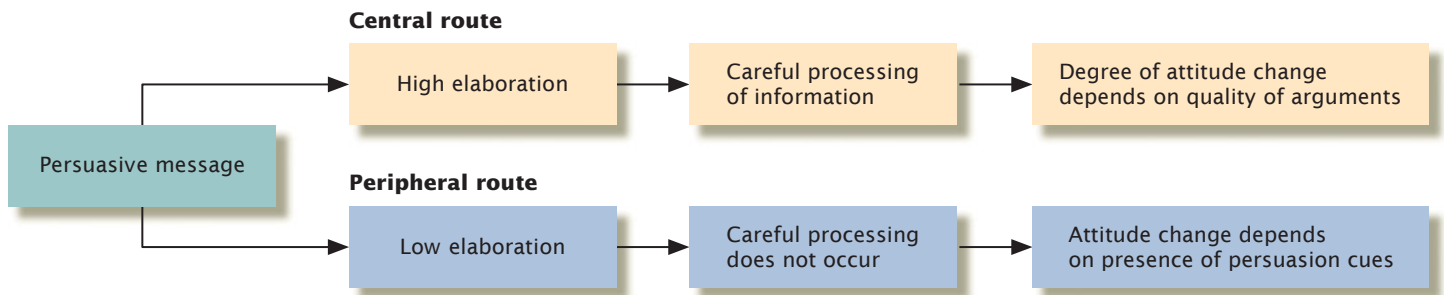 Central route
High elaboration
Careful processing
of information
Degree of attitude change
depends on quality of arguments
Persuasive message
Peripheral route
Low elaboration
Careful processing
does not occur
Attitude change depends
on presence of persuasion cues